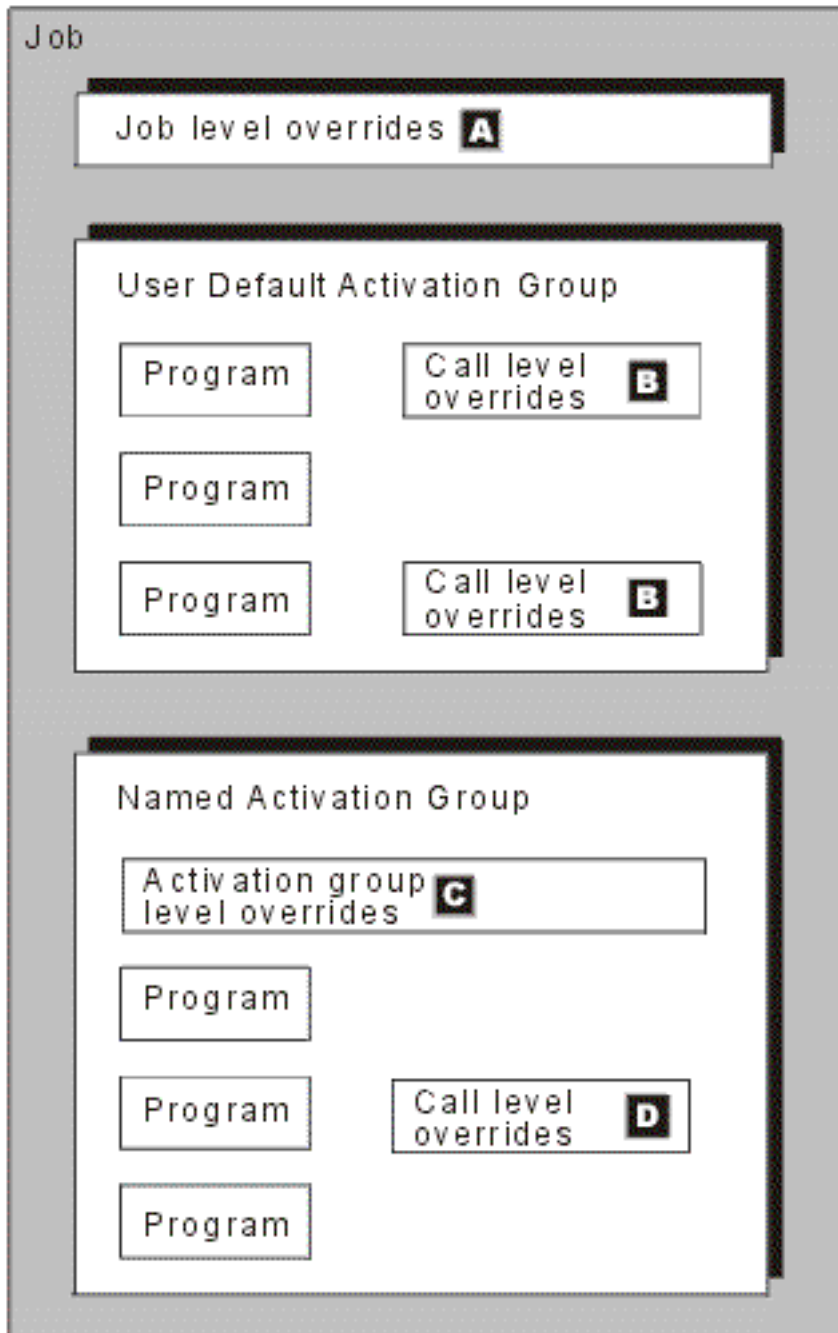 Job
Job level overrides A
User Default Activation Group
Program
Call level
overrides B
Program
Program
Call level
overrides B
Named Activation Group
Activation group
level overrides C
Program
Program
Call level
overrides D
Program